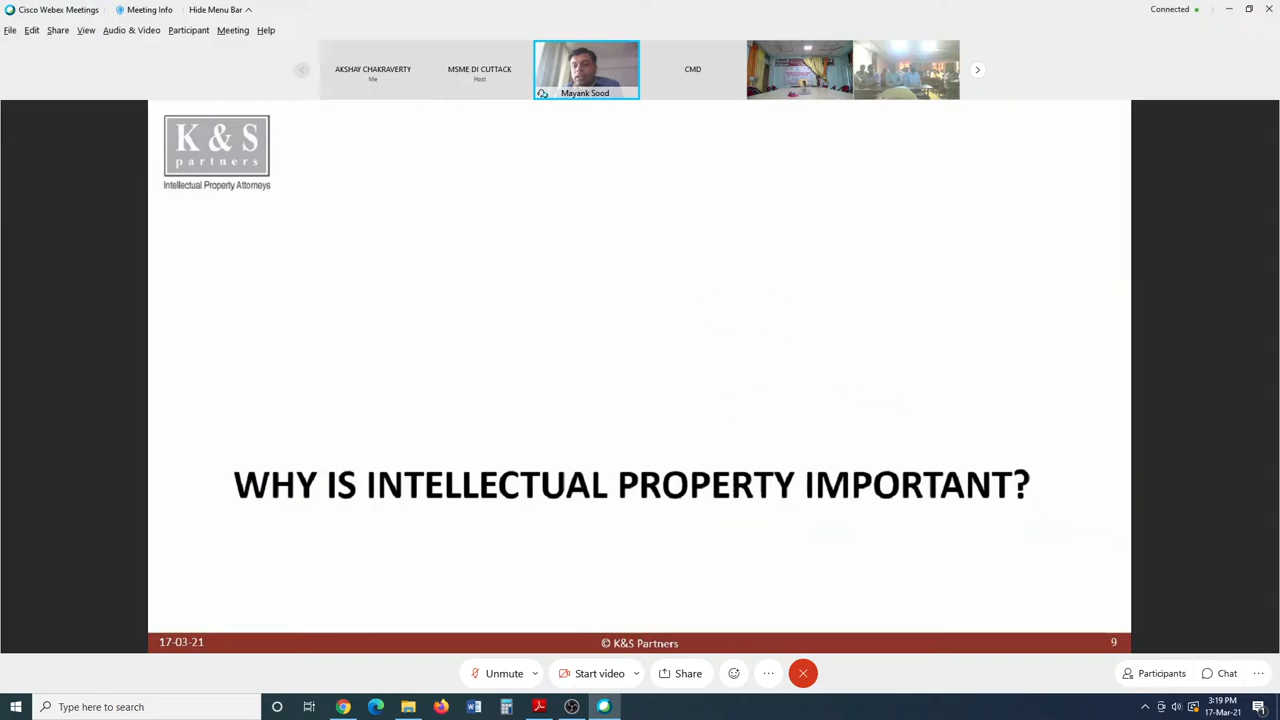 Cisco Webex Meetings Meeting Info Hide Menu Bar
Connected
File Edit Share View Audio & Video Participant Meeting Help
AKSHAY CHAKRAVERTY
Me
MSME DI CUTTACK
Host
Mayank Sood
CMD
K & S
partners
Intellectual Property Attorneys
WHY IS INTELLECTUAL PROPERTY IMPORTANT?
17-03-21 © K&S Partners 9
Unmute Start video Share Participants Chat
Type here to search
3:19 PM
17-Mar-21